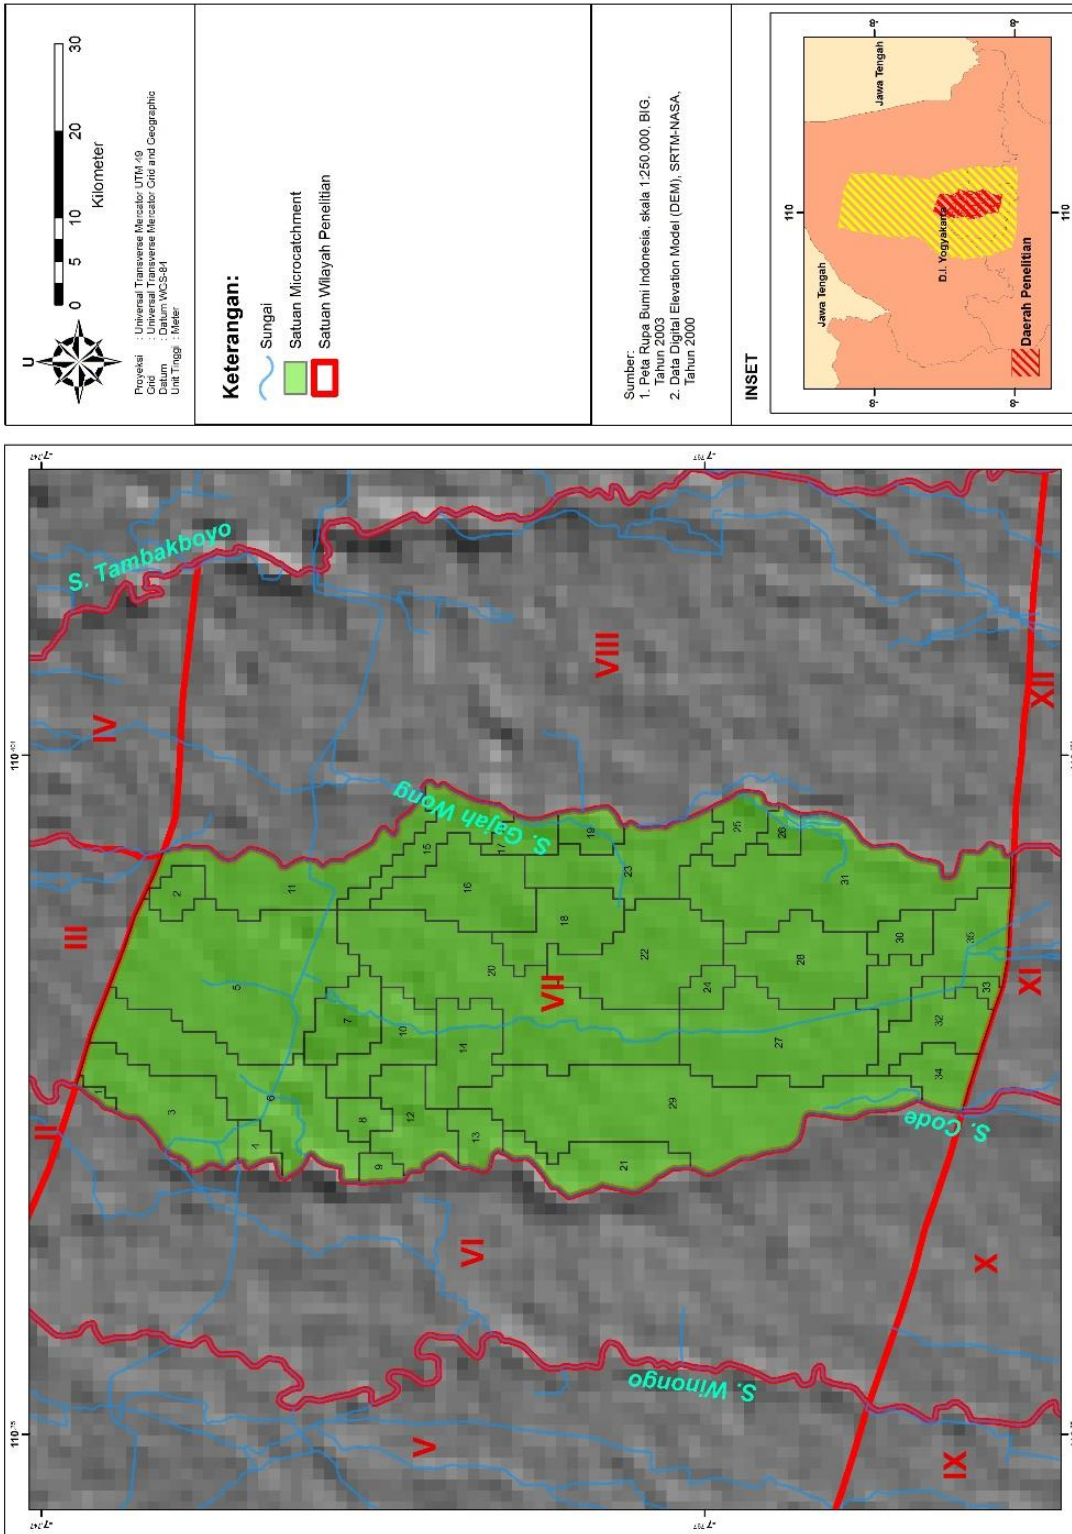 U
0 5 10 20 30
Kilometer
Proyeksi : Universal Transverse Mercator UTM 49
Grid : Universal Transverse Mercator Grid and Geographic
Datum : Datum WGS-84
Unit Tinggi : Meter
Keterangan:
Sungai
Satuan Microcatchment
Satuan Wilayah Penelitian
Sumber:
1. Peta Rupa Bumi Indonesia, skala 1:250.000, BIG,
Tahun 2003
2. Data Digital Elevation Model (DEM), SRTM-NASA,
Tahun 2000
INSET
110
Jawa Tengah
Jawa Tengah
D.I. Yogyakarta
Daerah Penelitian
110
-8
-8
-8
-8
S. Tambakboyo
S. Gajah Wong
S. Code
S. Winongo
II
III
IV
V
VI
VII
VIII
IX
X
XI
XII
1
2
3
4
5
6
7
8
9
10
11
12
13
14
15
16
17
18
19
20
21
22
23
24
25
26
27
28
29
30
31
32
33
34
35